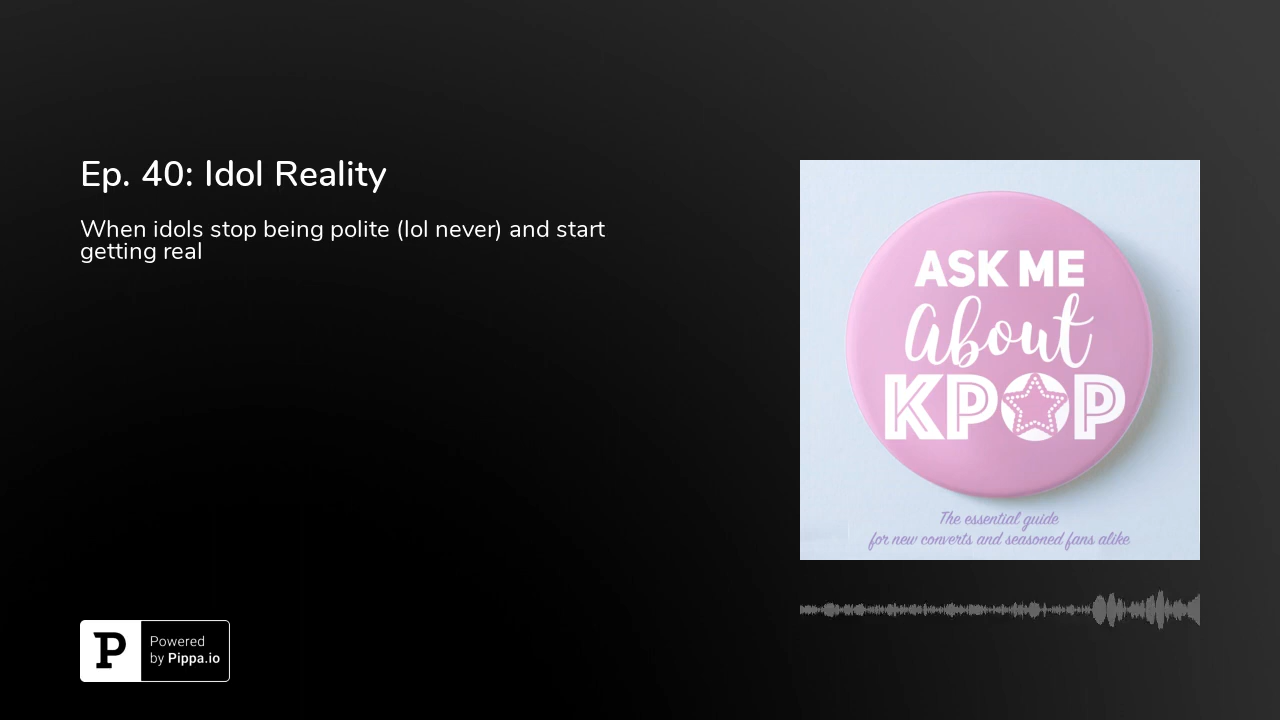 Ep. 40: Idol Reality
When idols stop being polite (lol never) and start
getting real
ASK ME
About
KPOP
The essential guide
for new converts and seasoned fans alike
P
Powered
by Pippa.io